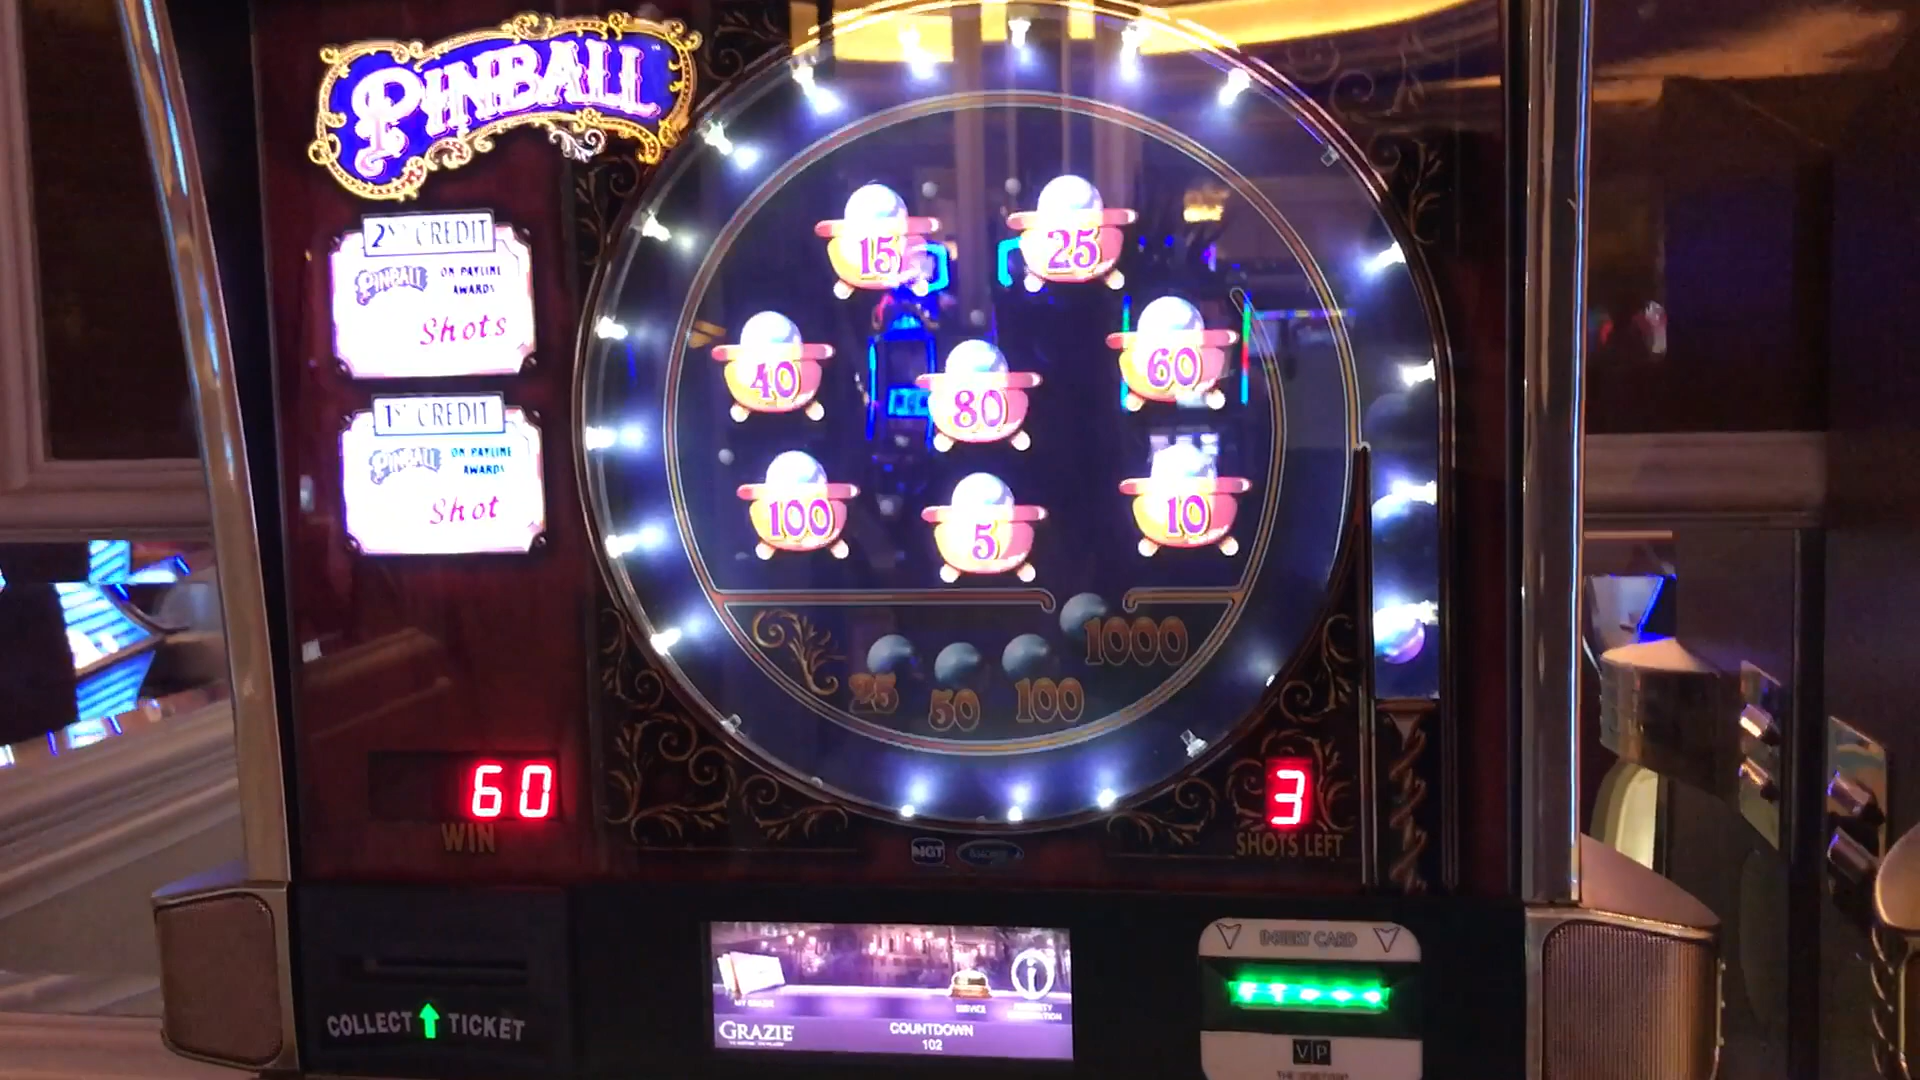 PINBALL
2ND CREDIT
PINBALL ON PAYLINE
AWARDS
Shots
1ST CREDIT
PINBALL ON PAYLINE
AWARDS
Shot
15 25
40 80 60
100 5 10
25 50 100 1000
60
WIN
3
SHOTS LEFT
COLLECT TICKET
SERVICE
GRAZIE
COUNTDOWN
102
INSERT CARD
VP